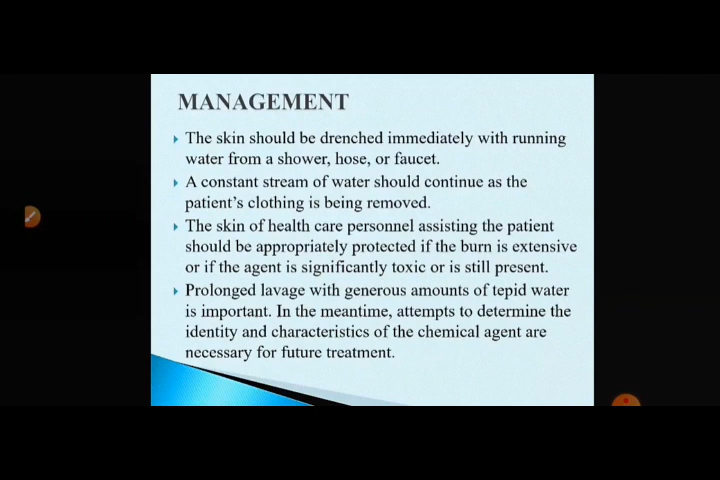 MANAGEMENT
The skin should be drenched immediately with running
water from a shower, hose, or faucet.
A constant stream of water should continue as the
patient’s clothing is being removed.
The skin of health care personnel assisting the patient
should be appropriately protected if the burn is extensive
or if the agent is significantly toxic or is still present.
Prolonged lavage with generous amounts of tepid water
is important. In the meantime, attempts to determine the
identity and characteristics of the chemical agent are
necessary for future treatment.